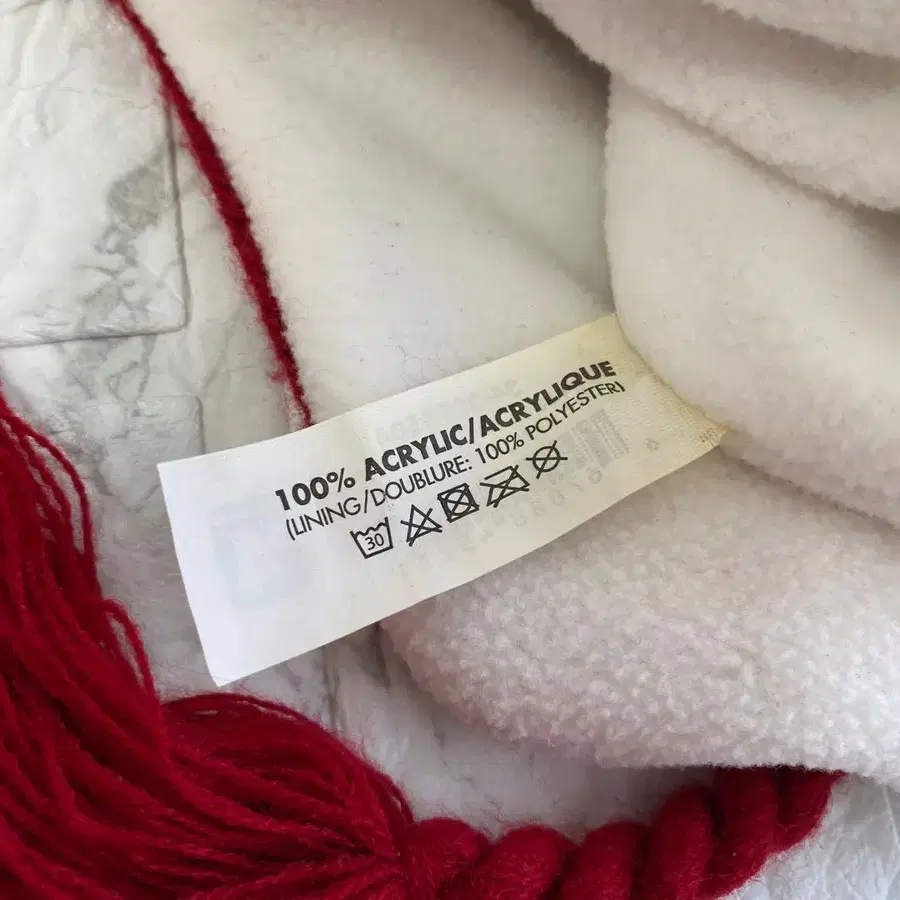 100% ACRYLIC/ACRYLIQUE
(LINING/DOUBLURE: 100% POLYESTER)
30